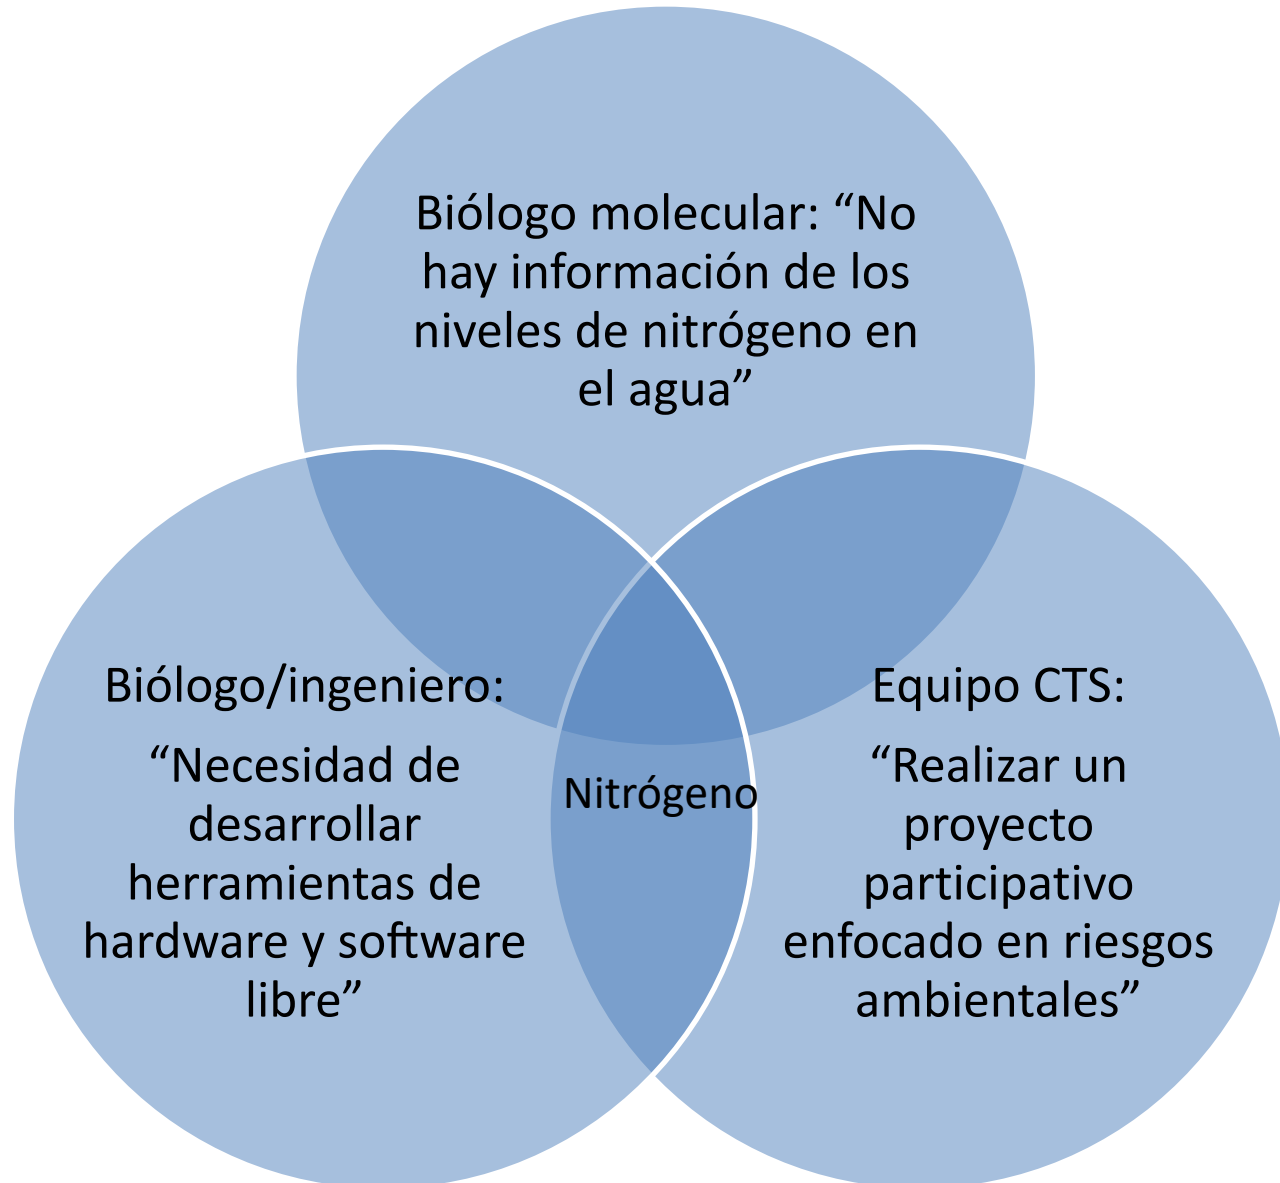 Biólogo molecular: “No
hay información de los
niveles de nitrógeno en
el agua”
Biólogo/ingeniero:
“Necesidad de
desarrollar
herramientas de
hardware y software
libre”
Nitrógeno
Equipo CTS:
“Realizar un
proyecto
participativo
enfocado en riesgos
ambientales”